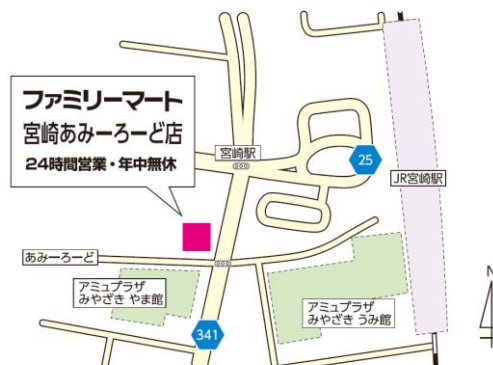 ファミリーマート
宮崎あみーろーど店
24時間営業・年中無休
宮崎駅
25
JR宮崎駅
あみーろーど
アミュプラザ
みやざき やま館
アミュプラザ
みやざき うみ館
341
N